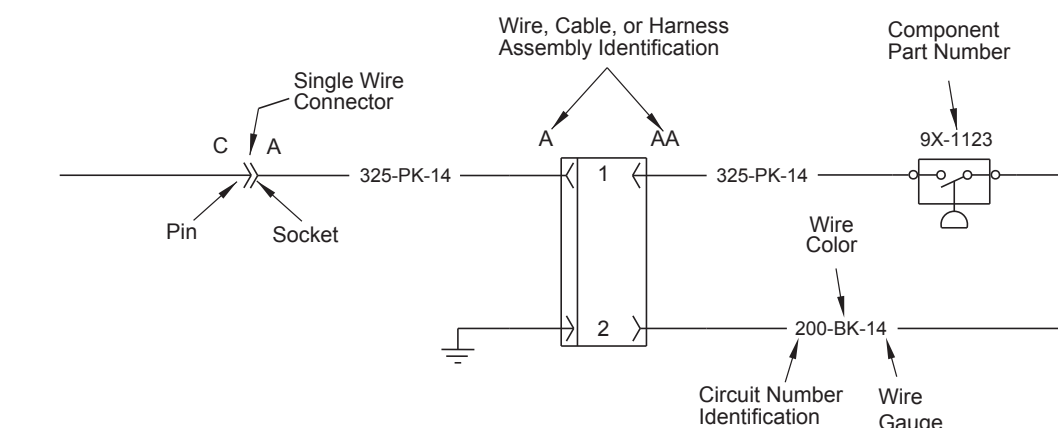 Wire, Cable, or Harness
Assembly Identification
Component
Part Number
Single Wire
Connector
C A
A AA
9X-1123
325-PK-14 1 325-PK-14
Pin
Socket
Wire
Color
2 200-BK-14
Circuit Number
Identification
Wire
Gauge